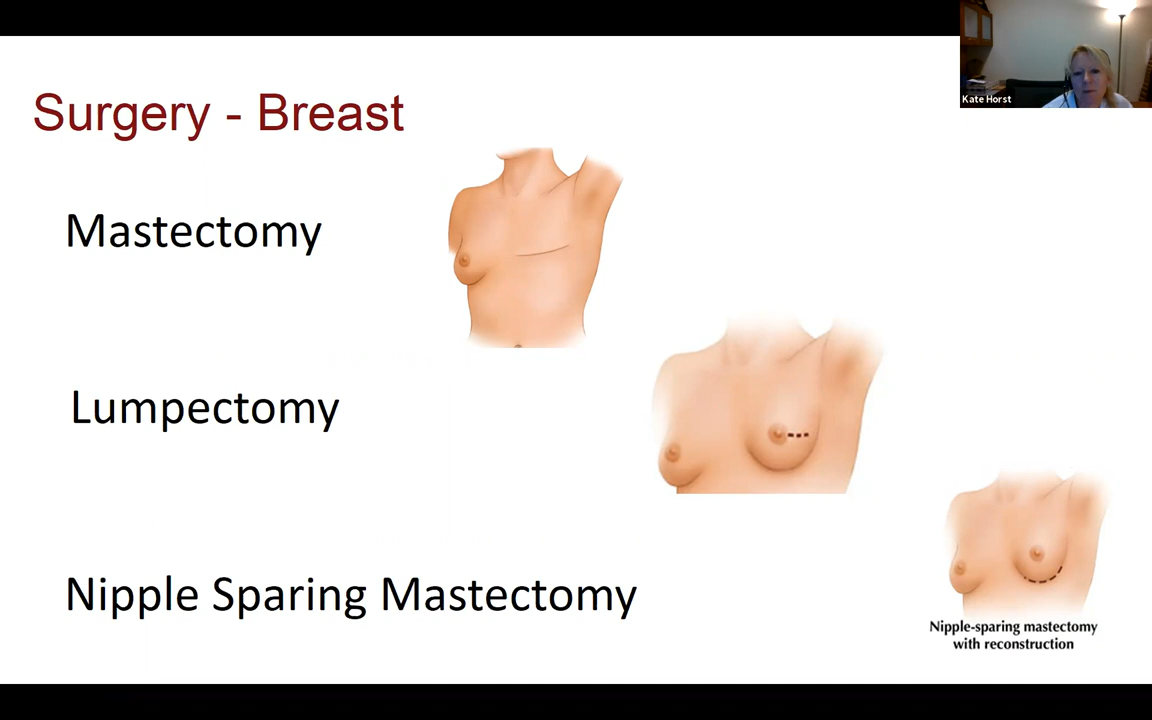 Kate Horst
Surgery - Breast
Mastectomy
Lumpectomy
Nipple Sparing Mastectomy
Nipple-sparing mastectomy
with reconstruction